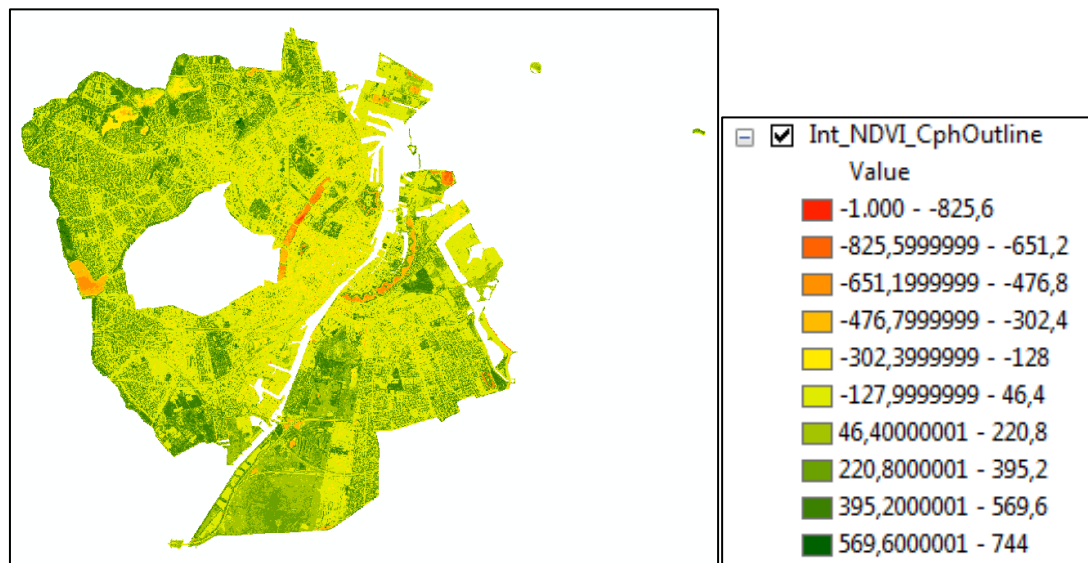 Int_NDVI_CphOutline
Value
-1.000 - -825,6
-825,5999999 - -651,2
-651,1999999 - -476,8
-476,7999999 - -302,4
-302,3999999 - -128
-127,9999999 - 46,4
46,40000001 - 220,8
220,8000001 - 395,2
395,2000001 - 569,6
569,6000001 - 744